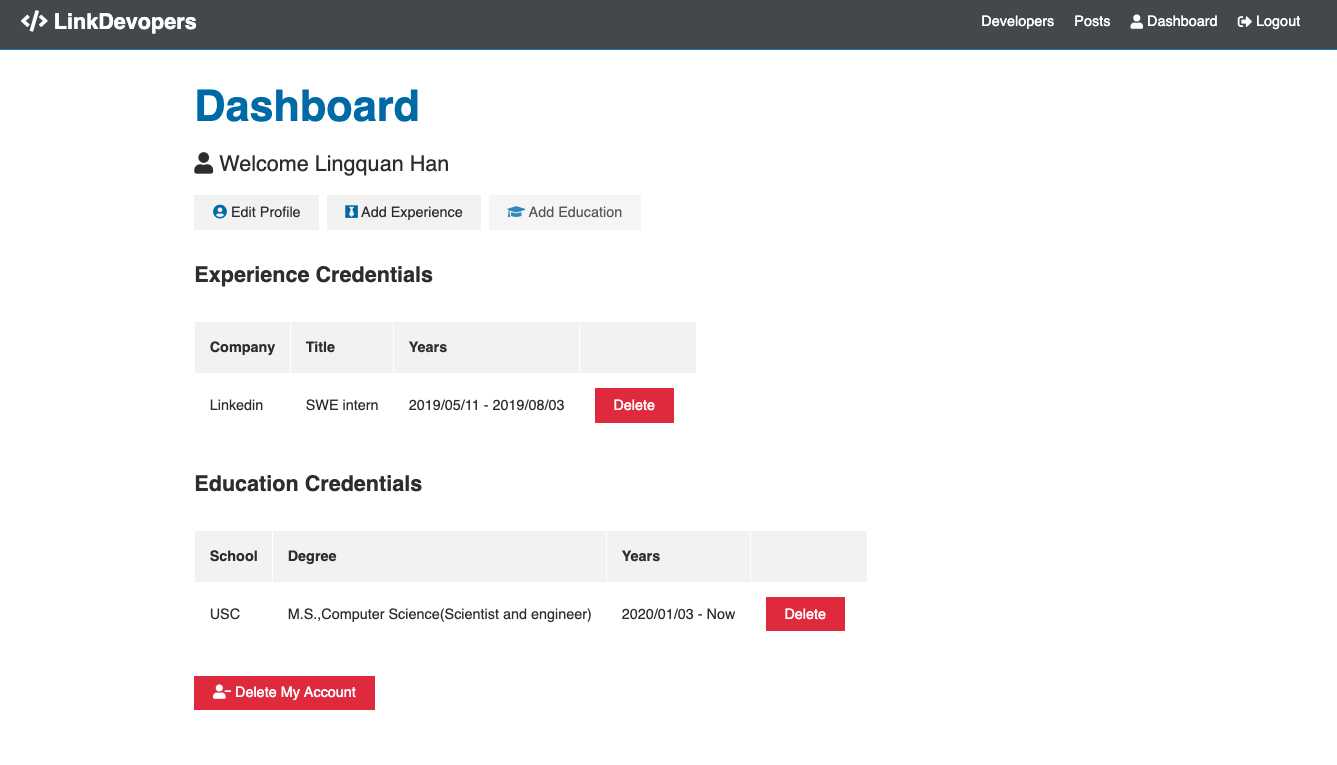 LinkDevopers
Developers Posts Dashboard Logout
Dashboard
Welcome Lingquan Han
Edit Profile Add Experience Add Education
Experience Credentials
Company Title Years
Linkedin SWE intern 2019/05/11 - 2019/08/03 Delete
Education Credentials
School Degree Years
USC M.S.,Computer Science(Scientist and engineer) 2020/01/03 - Now Delete
Delete My Account